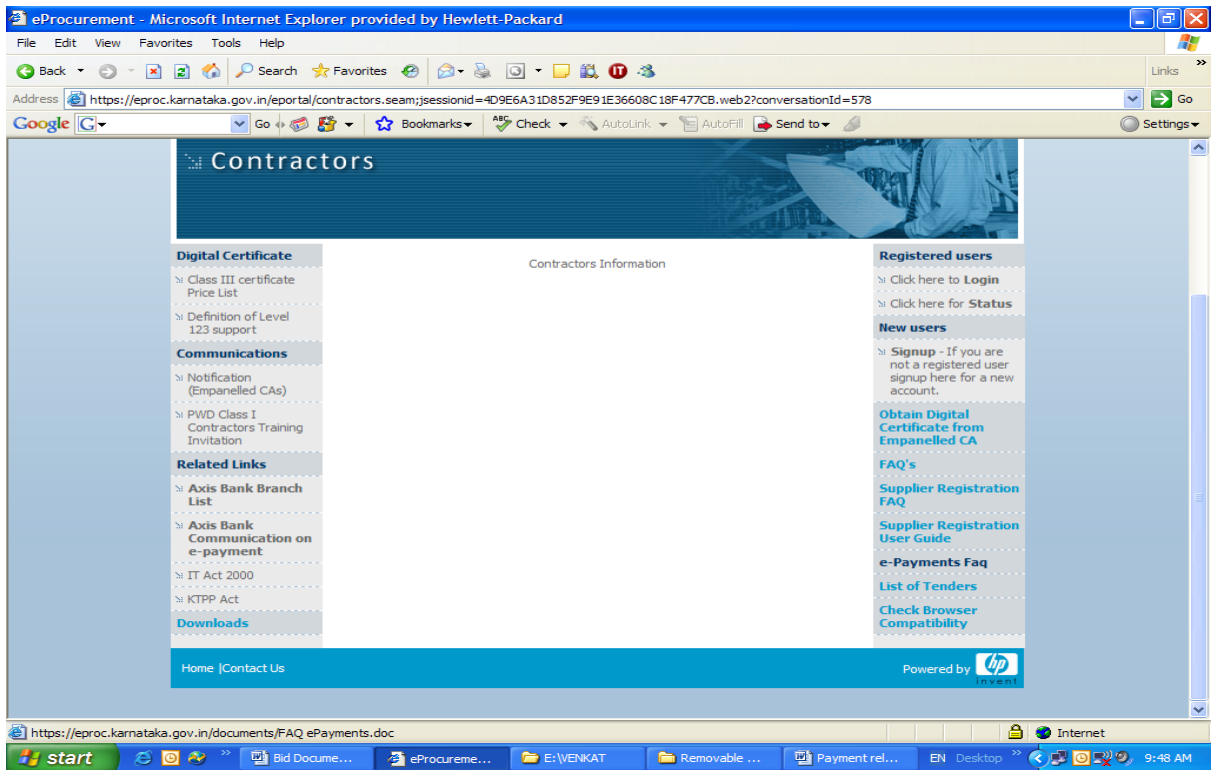 eProcurement - Microsoft Internet Explorer provided by Hewlett-Packard
File Edit View Favorites Tools Help
Back Search Favorites
Links
Address https://eproc.karnataka.gov.in/eportal/contractors.seam;jsessionid=4D9E6A31D852F9E91E36608C18F477CB.web2?conversationId=578 Go
Google G Go Bookmarks Check AutoLink AutoFill Send to Settings
Contractors
Digital Certificate
Class III certificate
Price List
Definition of Level
123 support
Communications
Notification
(Empanelled CAs)
PWD Class I
Contractors Training
Invitation
Related Links
Axis Bank Branch
List
Axis Bank
Communication on
e-payment
IT Act 2000
KTPP Act
Downloads
Contractors Information
Registered users
Click here to Login
Click here for Status
New users
Signup - If you are
not a registered user
signup here for a new
account.
Obtain Digital
Certificate from
Empanelled CA
FAQ's
Supplier Registration
FAQ
Supplier Registration
User Guide
e-Payments Faq
List of Tenders
Check Browser
Compatibility
Home |Contact Us
Powered by hp
invent
https://eproc.karnataka.gov.in/documents/FAQ ePayments.doc
Internet
start Bid Docume... eProcureme... E:\VENKAT Removable ... Payment rel... EN Desktop 9:48 AM